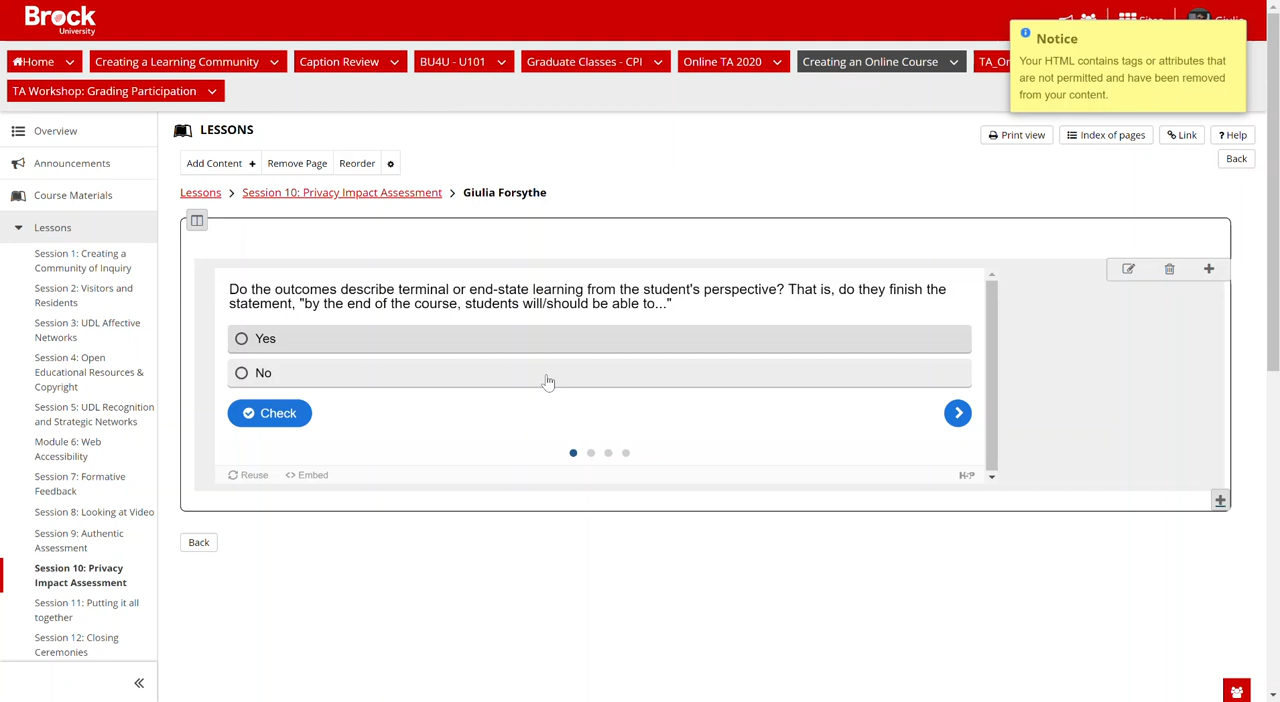 Brock
University
Home
Creating a Learning Community
Caption Review
BU4U - U101
Graduate Classes - CPI
Online TA 2020
Creating an Online Course
TA Workshop: Grading Participation
Notice
Your HTML contains tags or attributes that
are not permitted and have been removed
from your content.
Overview
Announcements
Course Materials
Lessons
Session 1: Creating a
Community of Inquiry
Session 2: Visitors and
Residents
Session 3: UDL Affective
Networks
Session 4: Open
Educational Resources &
Copyright
Session 5: UDL Recognition
and Strategic Networks
Module 6: Web
Accessibility
Session 7: Formative
Feedback
Session 8: Looking at Video
Session 9: Authentic
Assessment
Session 10: Privacy
Impact Assessment
Session 11: Putting it all
together
Session 12: Closing
Ceremonies
LESSONS
Print view
Index of pages
Link
? Help
Add Content +
Remove Page
Reorder
Back
Lessons > Session 10: Privacy Impact Assessment > Giulia Forsythe
Do the outcomes describe terminal or end-state learning from the student's perspective? That is, do they finish the
statement, "by the end of the course, students will/should be able to..."
Yes
No
Check
Reuse
<> Embed
H5P
Back